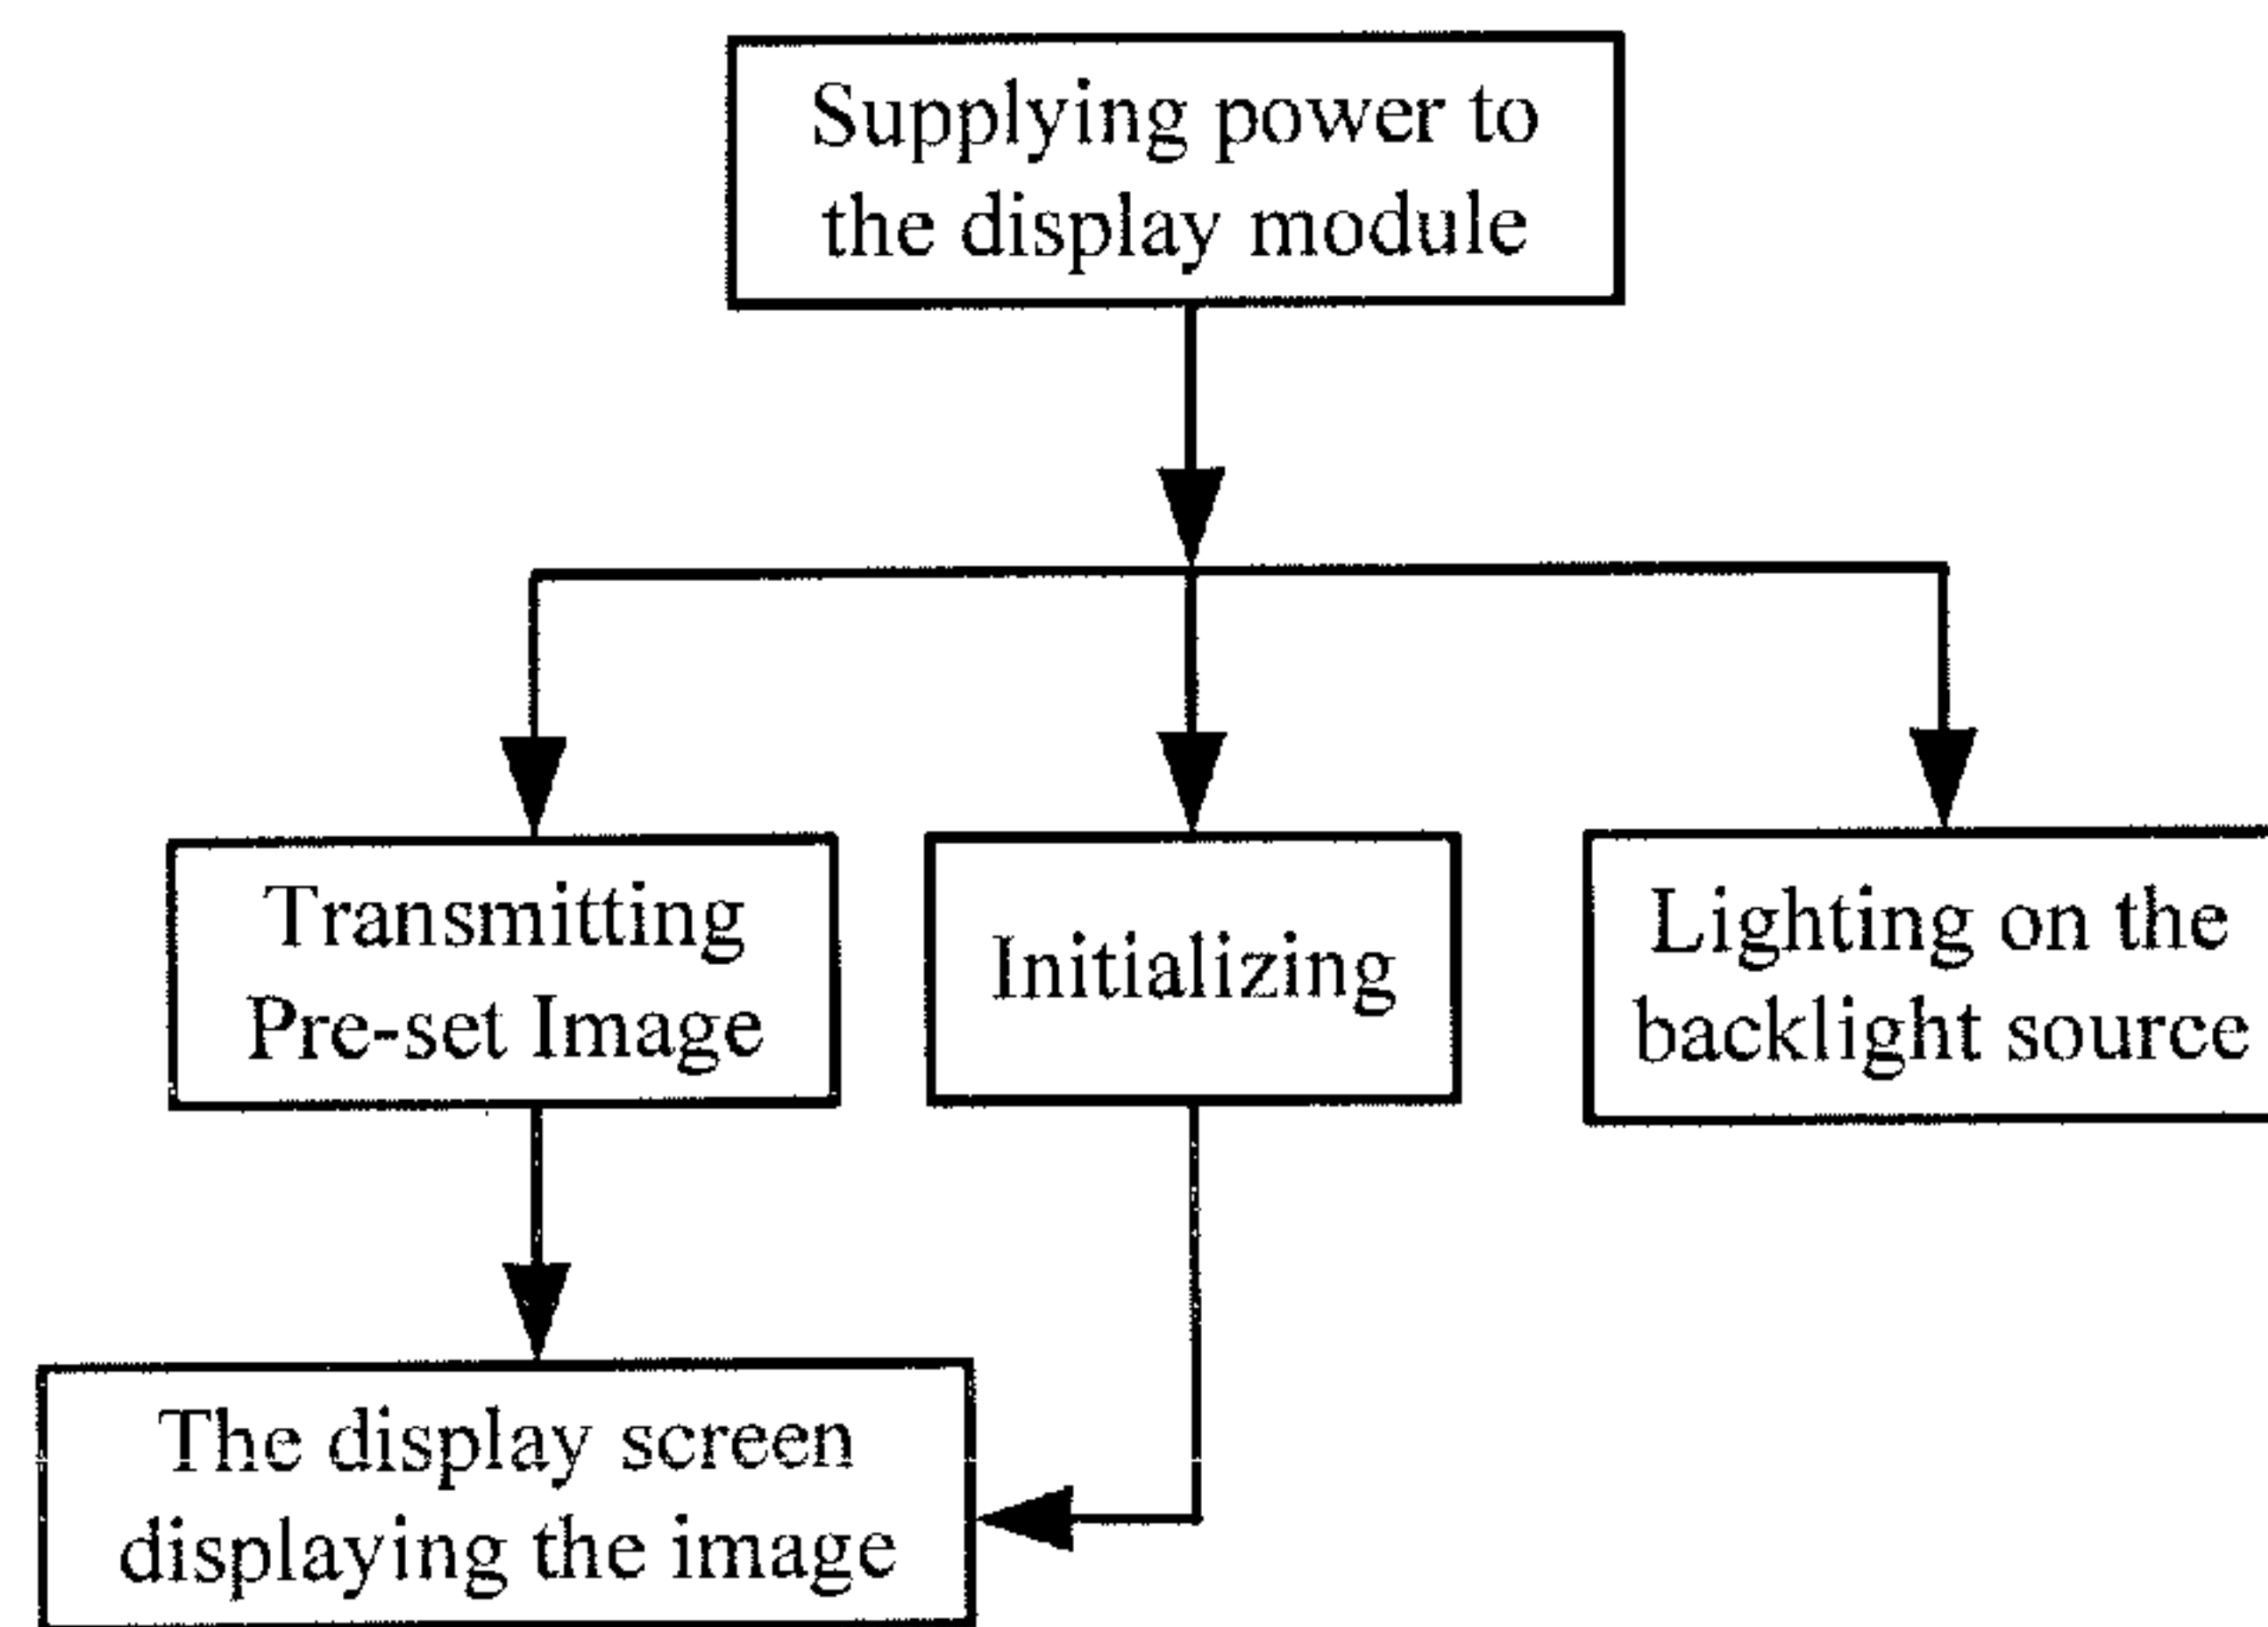 Supplying power to
the display module
Transmitting
Pre-set Image
Initializing
Lighting on the
backlight source
The display screen
displaying the image